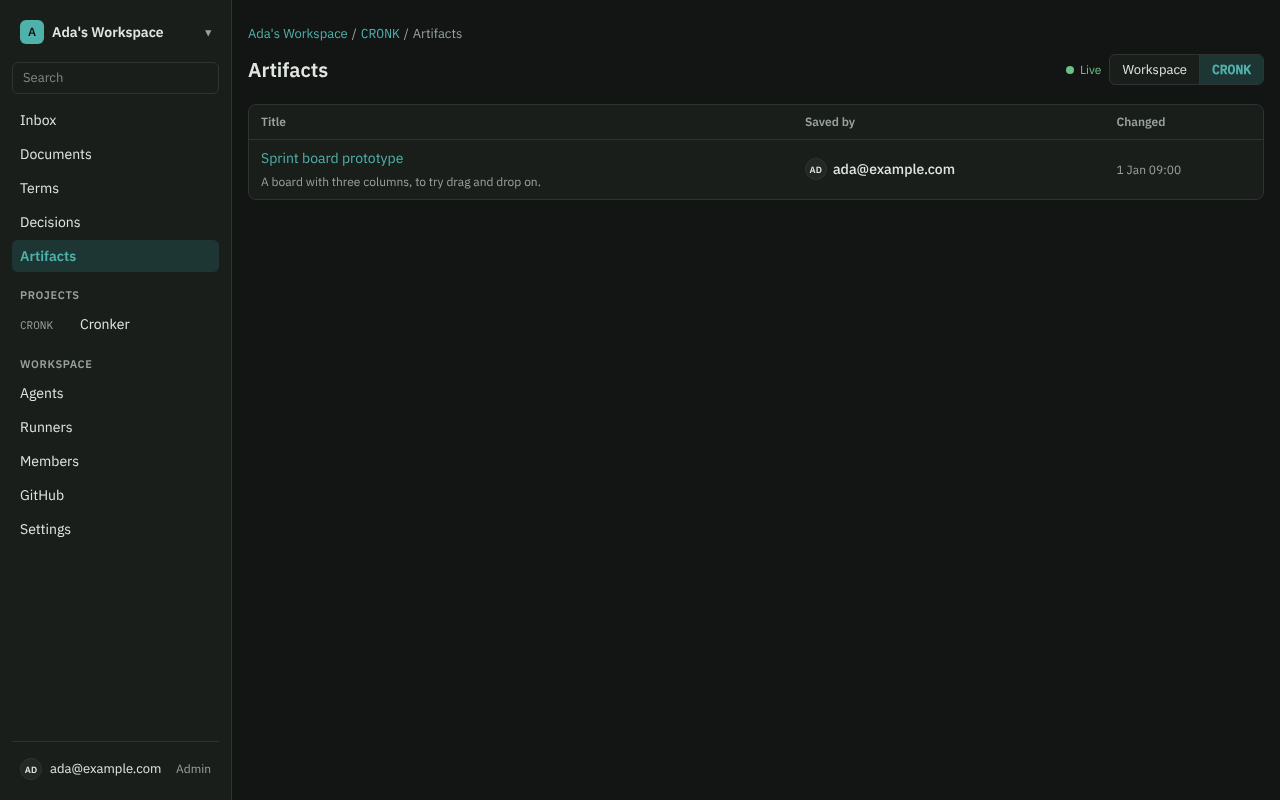 A Ada's Workspace ▾
Search
Inbox
Documents
Terms
Decisions
Artifacts
PROJECTS
CRONK Cronker
WORKSPACE
Agents
Runners
Members
GitHub
Settings
AD ada@example.com Admin
Ada's Workspace / CRONK / Artifacts
Artifacts
Live Workspace CRONK
Title Saved by Changed
Sprint board prototype
A board with three columns, to try drag and drop on.
AD ada@example.com
1 Jan 09:00